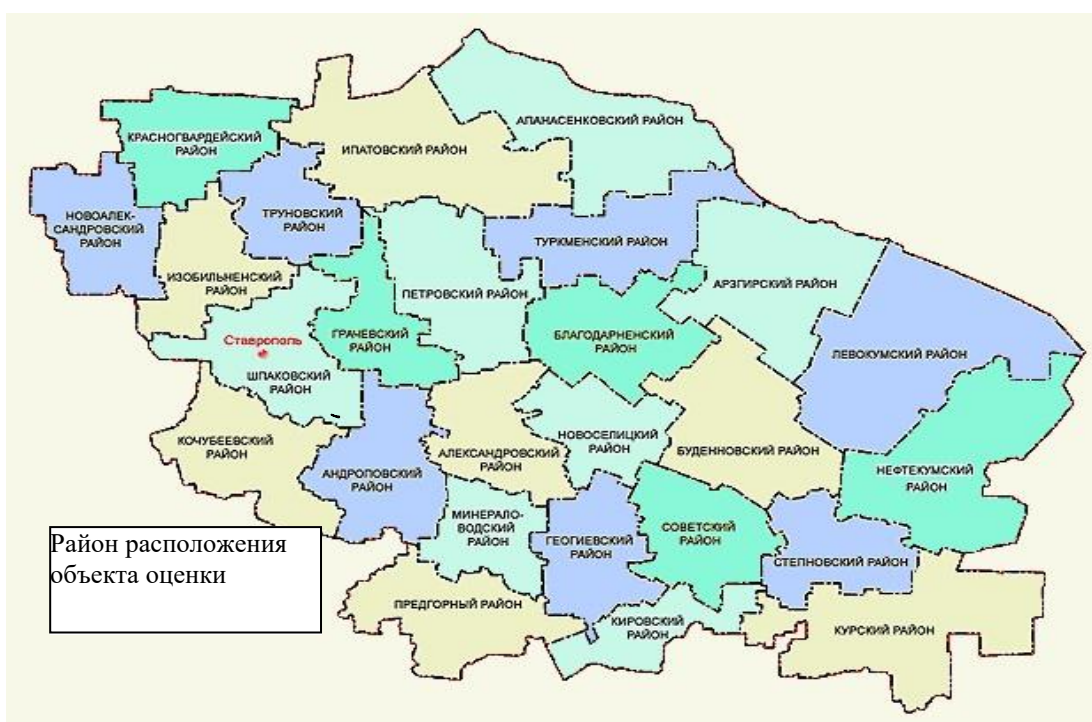 АПАНАСЕНКОВСКИЙ РАЙОН
КРАСНОГВАРДЕЙСКИЙ
РАЙОН
ИПАТОВСКИЙ РАЙОН
НОВОАЛЕК-
САНДРОВСКИЙ
РАЙОН
ТРУНОВСКИЙ
РАЙОН
ТУРКМЕНСКИЙ РАЙОН
ИЗОБИЛЬНЕНСКИЙ
РАЙОН
ПЕТРОВСКИЙ РАЙОН
АРЗГИРСКИЙ РАЙОН
Ставрополь
ШПАКОВСКИЙ
РАЙОН
ГРАЧЕВСКИЙ
РАЙОН
БЛАГОДАРНЕНСКИЙ
РАЙОН
ЛЕВОКУМСКИЙ РАЙОН
КОЧУБЕЕВСКИЙ
РАЙОН
АНДРОПОВСКИЙ
РАЙОН
АЛЕКСАНДРОВСКИЙ
РАЙОН
НОВОСЕЛИЦКИЙ
РАЙОН
БУДЕННОВСКИЙ РАЙОН
НЕФТЕКУМСКИЙ
РАЙОН
МИНЕРАЛО-
ВОДСКИЙ
РАЙОН
ГЕОГИЕВСКИЙ
РАЙОН
СОВЕТСКИЙ
РАЙОН
СТЕПНОВСКИЙ РАЙОН
Район расположения
объекта оценки
ПРЕДГОРНЫЙ РАЙОН
КИРОВСКИЙ
РАЙОН
КУРСКИЙ РАЙОН